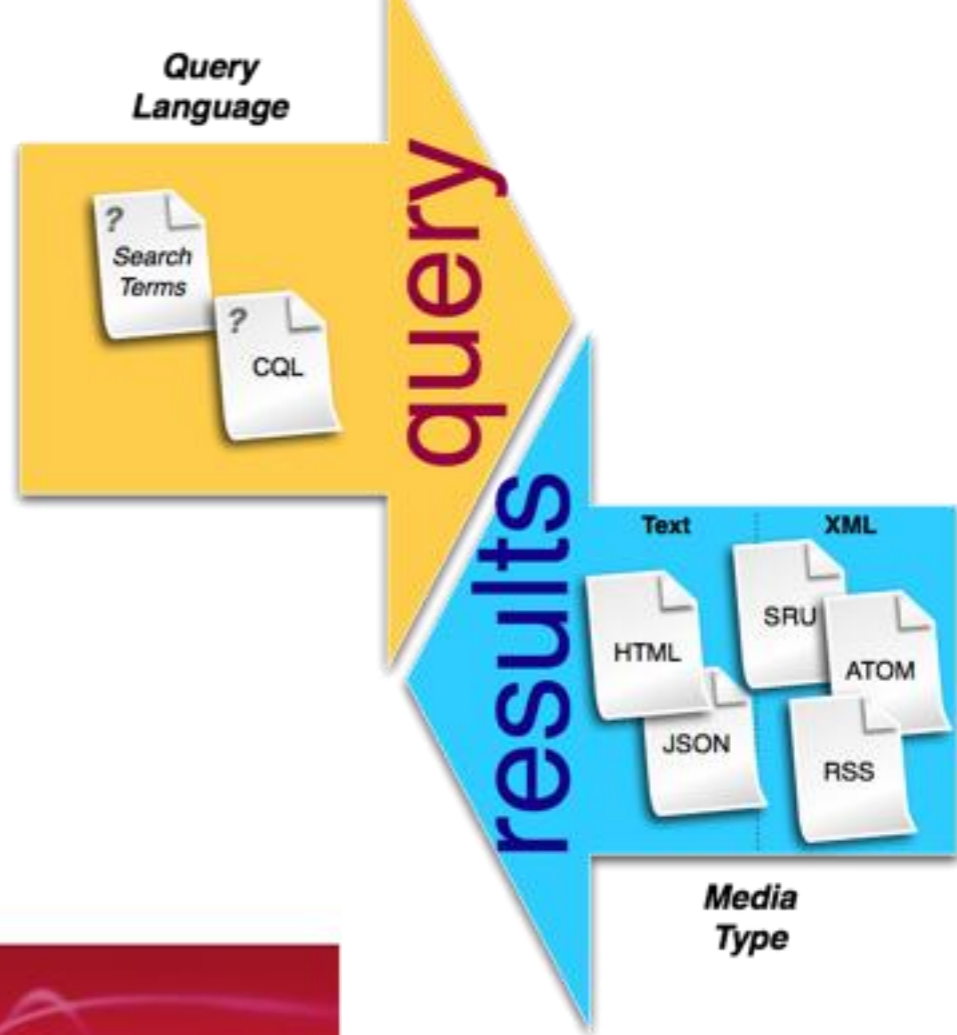 Query
Language
?
Search
Terms
?
CQL
query
results
Text
XML
HTML
JSON
SRU
ATOM
RSS
Media
Type